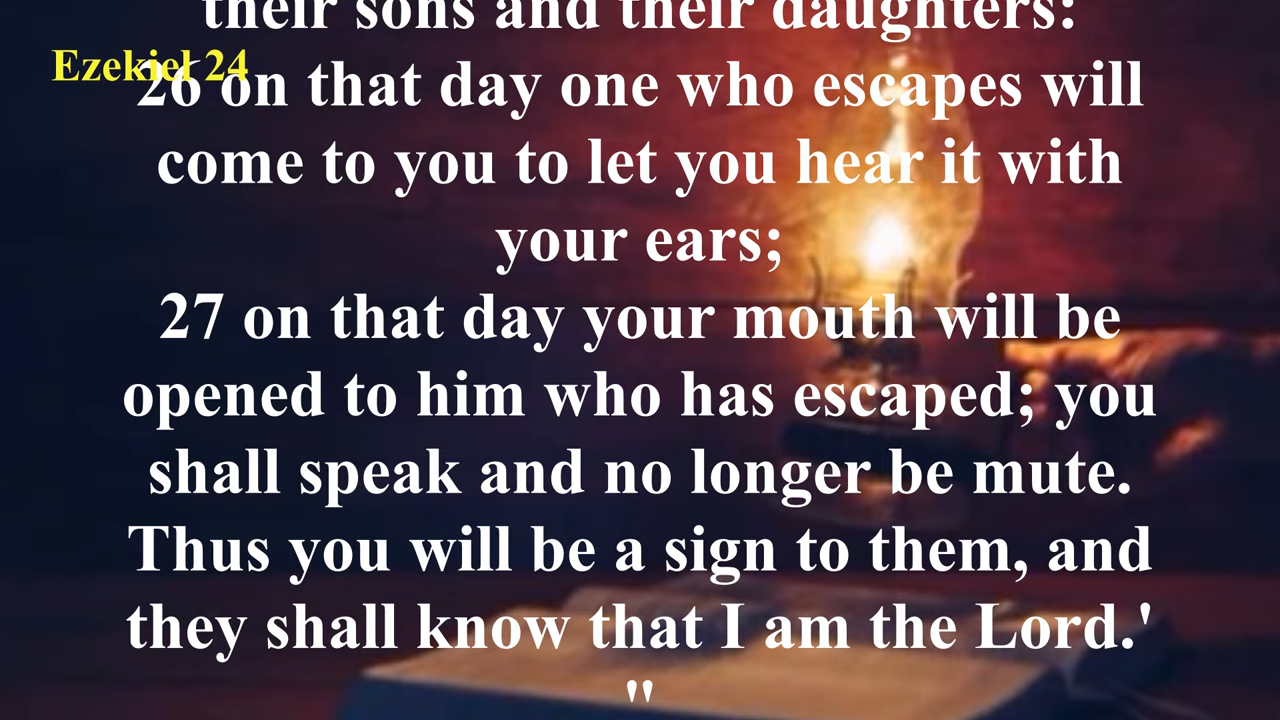 their sons and their daughters:
Ezekiel 24
26 on that day one who escapes will
come to you to let you hear it with
your ears;
27 on that day your mouth will be
opened to him who has escaped; you
shall speak and no longer be mute.
Thus you will be a sign to them, and
they shall know that I am the Lord.'
"